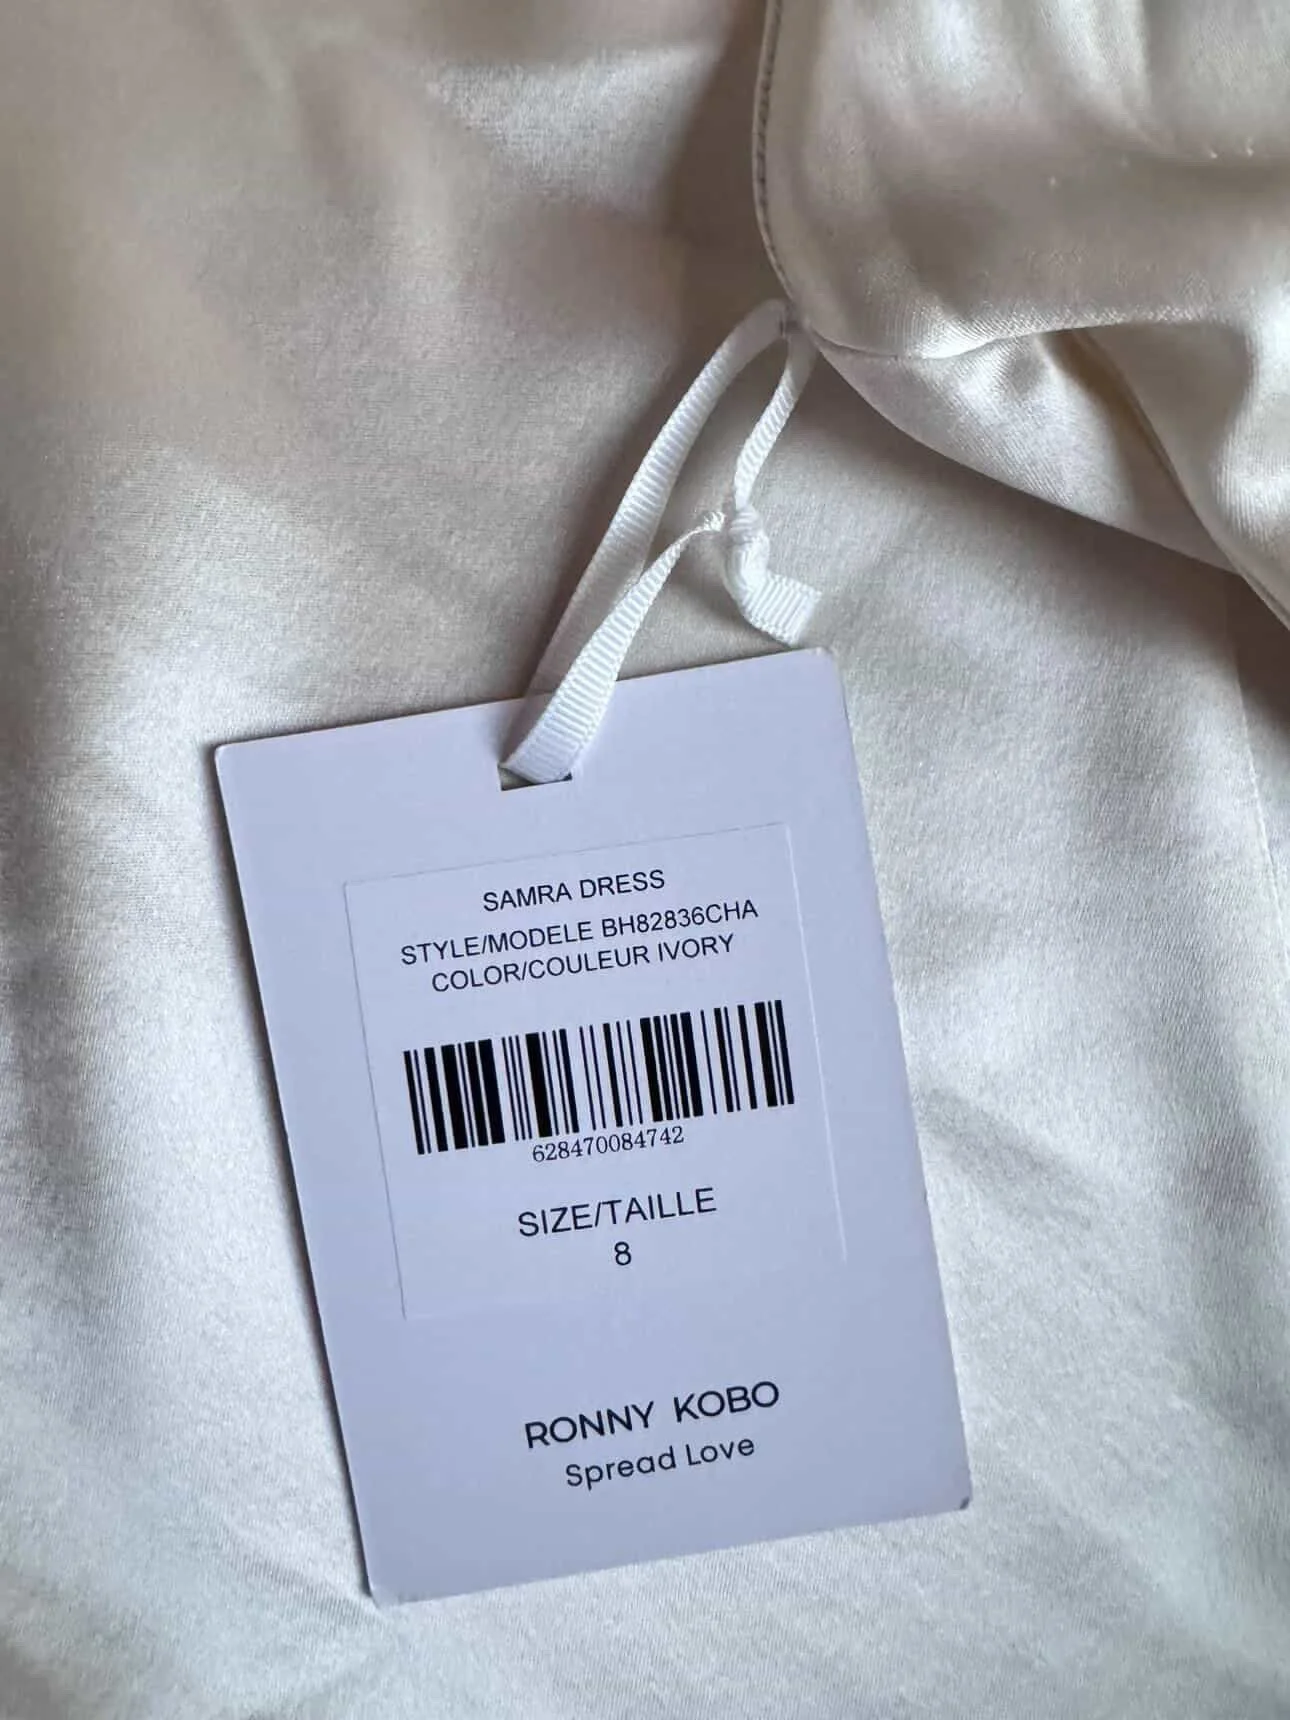 SAMRA DRESS
STYLE/MODELE BH82836CHA
COLOR/COULEUR IVORY
628470084742
SIZE/TAILLE
8
RONNY KOBO
Spread Love